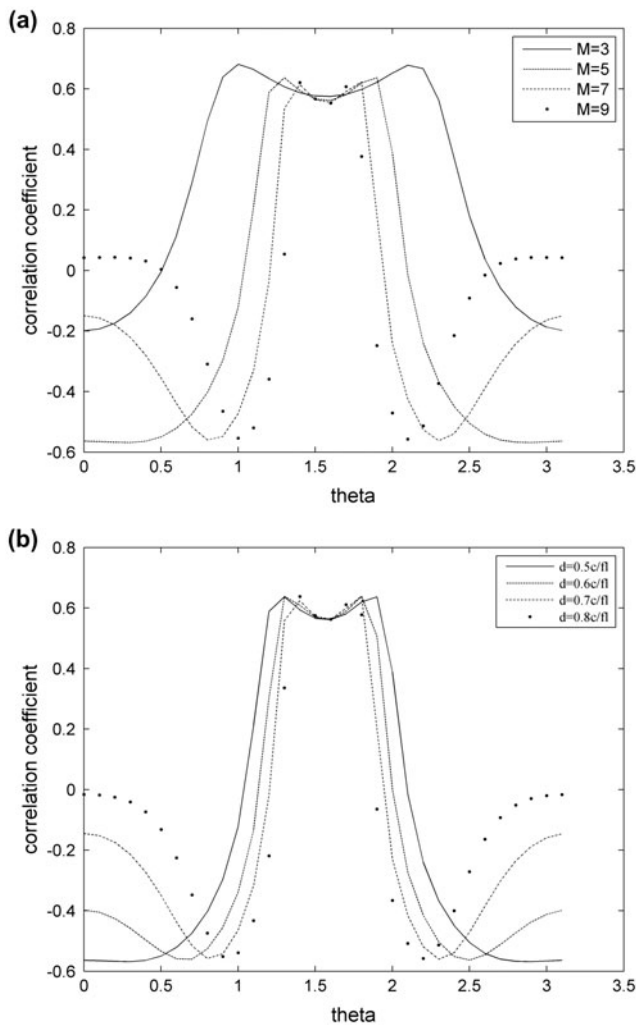 (a)
0.8
0.6
0.4
0.2
0
-0.2
-0.4
-0.6
correlation coefficient
M=3
M=5
M=7
M=9
0 0.5 1 1.5 2 2.5 3 3.5
theta
(b)
0.8
0.6
0.4
0.2
0
-0.2
-0.4
-0.6
correlation coefficient
d=0.5c/fl
d=0.6c/fl
d=0.7c/fl
d=0.8c/fl
0 0.5 1 1.5 2 2.5 3 3.5
theta